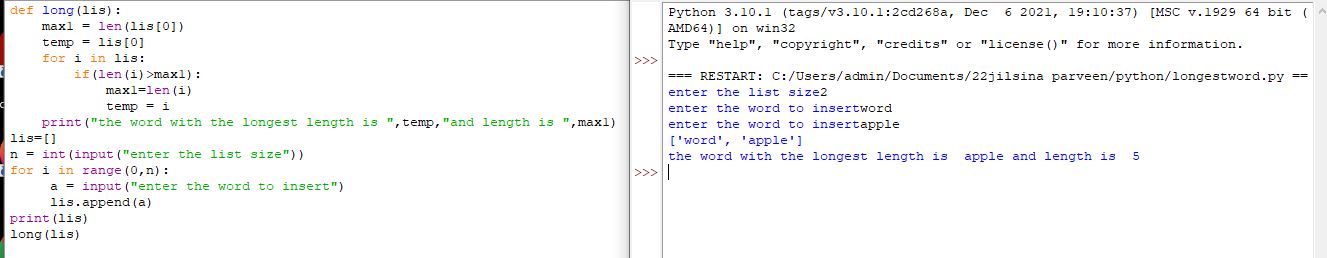 def long(lis):
    max1 = len(lis[0])
    temp = lis[0]
    for i in lis:
        if(len(i)>max1):
            max1=len(i)
            temp = i
    print("the word with the longest length is ",temp,"and length is ",max1)
lis=[]
n = int(input("enter the list size"))
for i in range(0,n):
     a = input("enter the word to insert")
     lis.append(a)
print(lis)
long(lis)
Python 3.10.1 (tags/v3.10.1:2cd268a, Dec  6 2021, 19:10:37) [MSC v.1929 64 bit (
AMD64)] on win32
Type "help", "copyright", "credits" or "license()" for more information.
>>>
=== RESTART: C:/Users/admin/Documents/22jilsina parveen/python/longestword.py ==
enter the list size2
enter the word to insertword
enter the word to insertapple
['word', 'apple']
the word with the longest length is  apple and length is  5
>>>